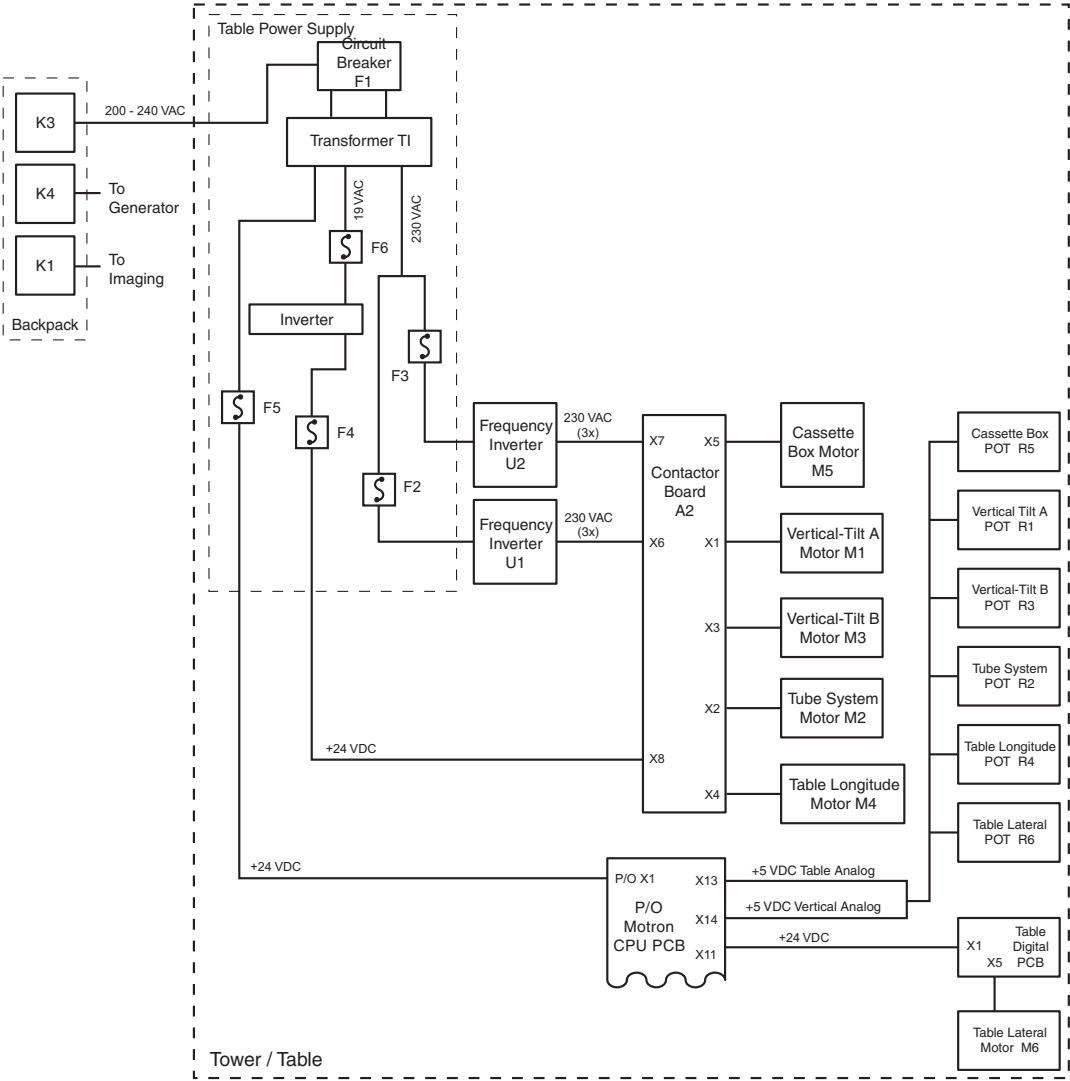 Table Power Supply
Circuit
Breaker
F1
K3
200 - 240 VAC
Transformer TI
K4
To
Generator
19 VAC
230 VAC
F6
K1
To
Imaging
Backpack
Inverter
F3
F5
F4
F2
Frequency
Inverter
U2
230 VAC
(3x)
Frequency
Inverter
U1
230 VAC
(3x)
X7
X5
Contactor
Board
A2
X6
X1
X3
X2
X8
X4
Cassette
Box Motor
M5
Vertical-Tilt A
Motor M1
Vertical-Tilt B
Motor M3
Tube System
Motor M2
Table Longitude
Motor M4
Cassette Box
POT R5
Vertical Tilt A
POT R1
Vertical-Tilt B
POT R3
Tube System
POT R2
Table Longitude
POT R4
Table Lateral
POT R6
+24 VDC
+24 VDC
P/O X1
X13
P/O
Motron
CPU PCB
X14
X11
+5 VDC Table Analog
+5 VDC Vertical Analog
+24 VDC
X1
Table
Digital
PCB
X5
Table Lateral
Motor M6
Tower / Table